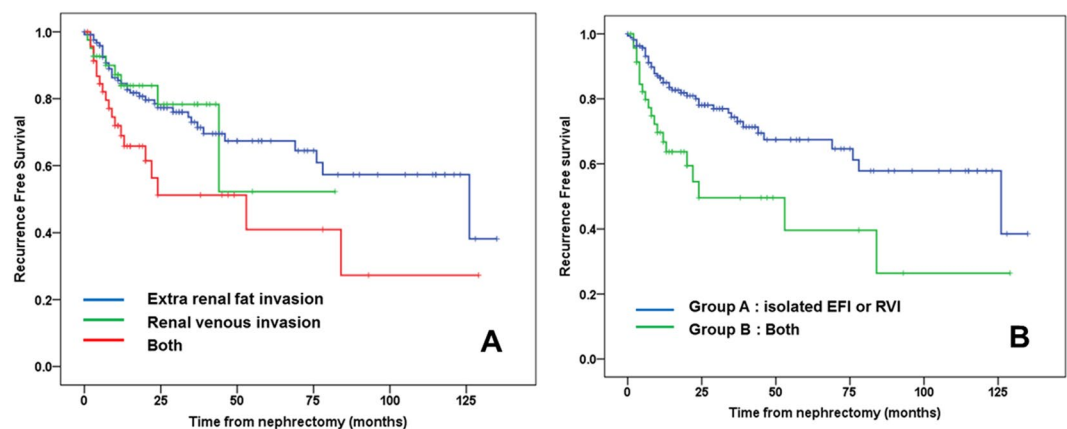 1.0
0.8
0.6
0.4
0.2
0.0
Recurrence Free Survival
Extra renal fat invasion
Renal venous invasion
Both
A
0 25 50 75 100 125
Time from nephrectomy (months)
1.0
0.8
0.6
0.4
0.2
0.0
Recurrence Free survival
Group A : isolated EFI or RVI
Group B : Both
B
0 25 50 75 100 125
Time from nephrectomy (months)